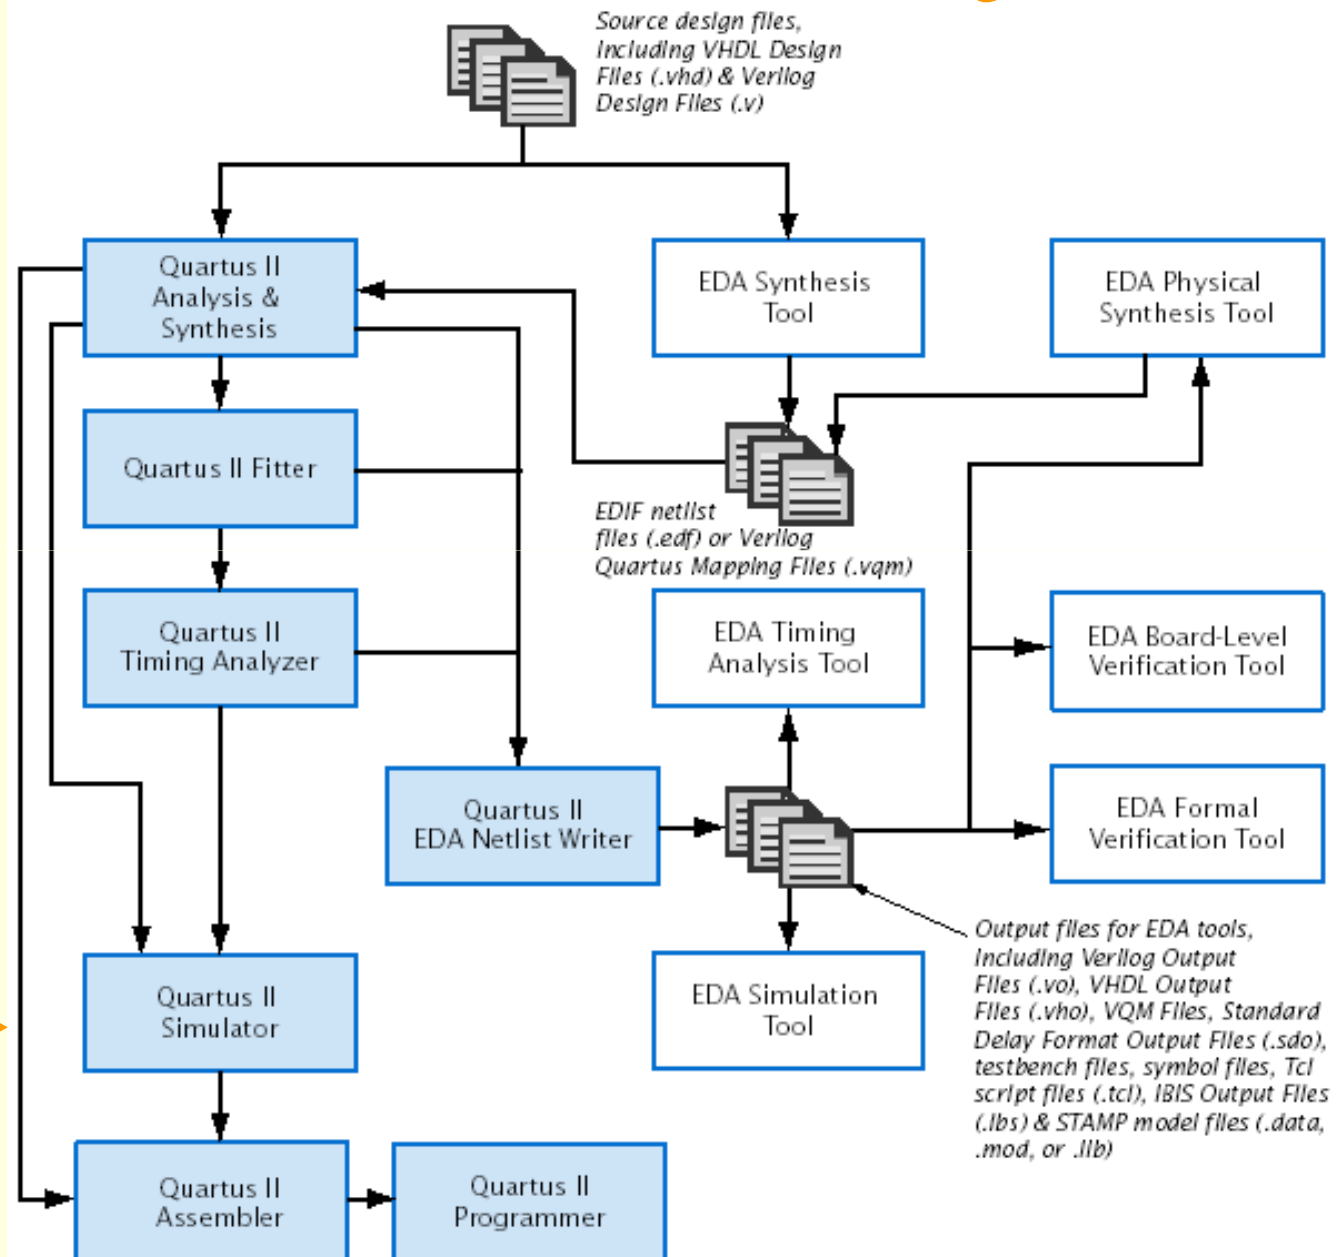 Source design files,
including VHDL Design
Files (.vhd) & Verilog
Design Files (.v)
Quartus II
Analysis &
Synthesis
EDA Synthesis
Tool
EDA Physical
Synthesis Tool
Quartus II Fitter
EDIF netlist
files (.edf) or Verilog
Quartus Mapping Files (.vqm)
Quartus II
Timing Analyzer
EDA Timing
Analysis Tool
EDA Board-Level
Verification Tool
Quartus II
EDA Netlist Writer
EDA Formal
Verification Tool
Output files for EDA tools,
including Verilog Output
Files (.vo), VHDL Output
Files (.vho), VQM Files, Standard
Delay Format Output Files (.sdo),
testbench files, symbol files, Tcl
script files (.tcl), IBIS Output Files
(.ibs) & STAMP model files (.data,
.mod, or .lib)
Quartus II
Simulator
EDA Simulation
Tool
Quartus II
Assembler
Quartus II
Programmer